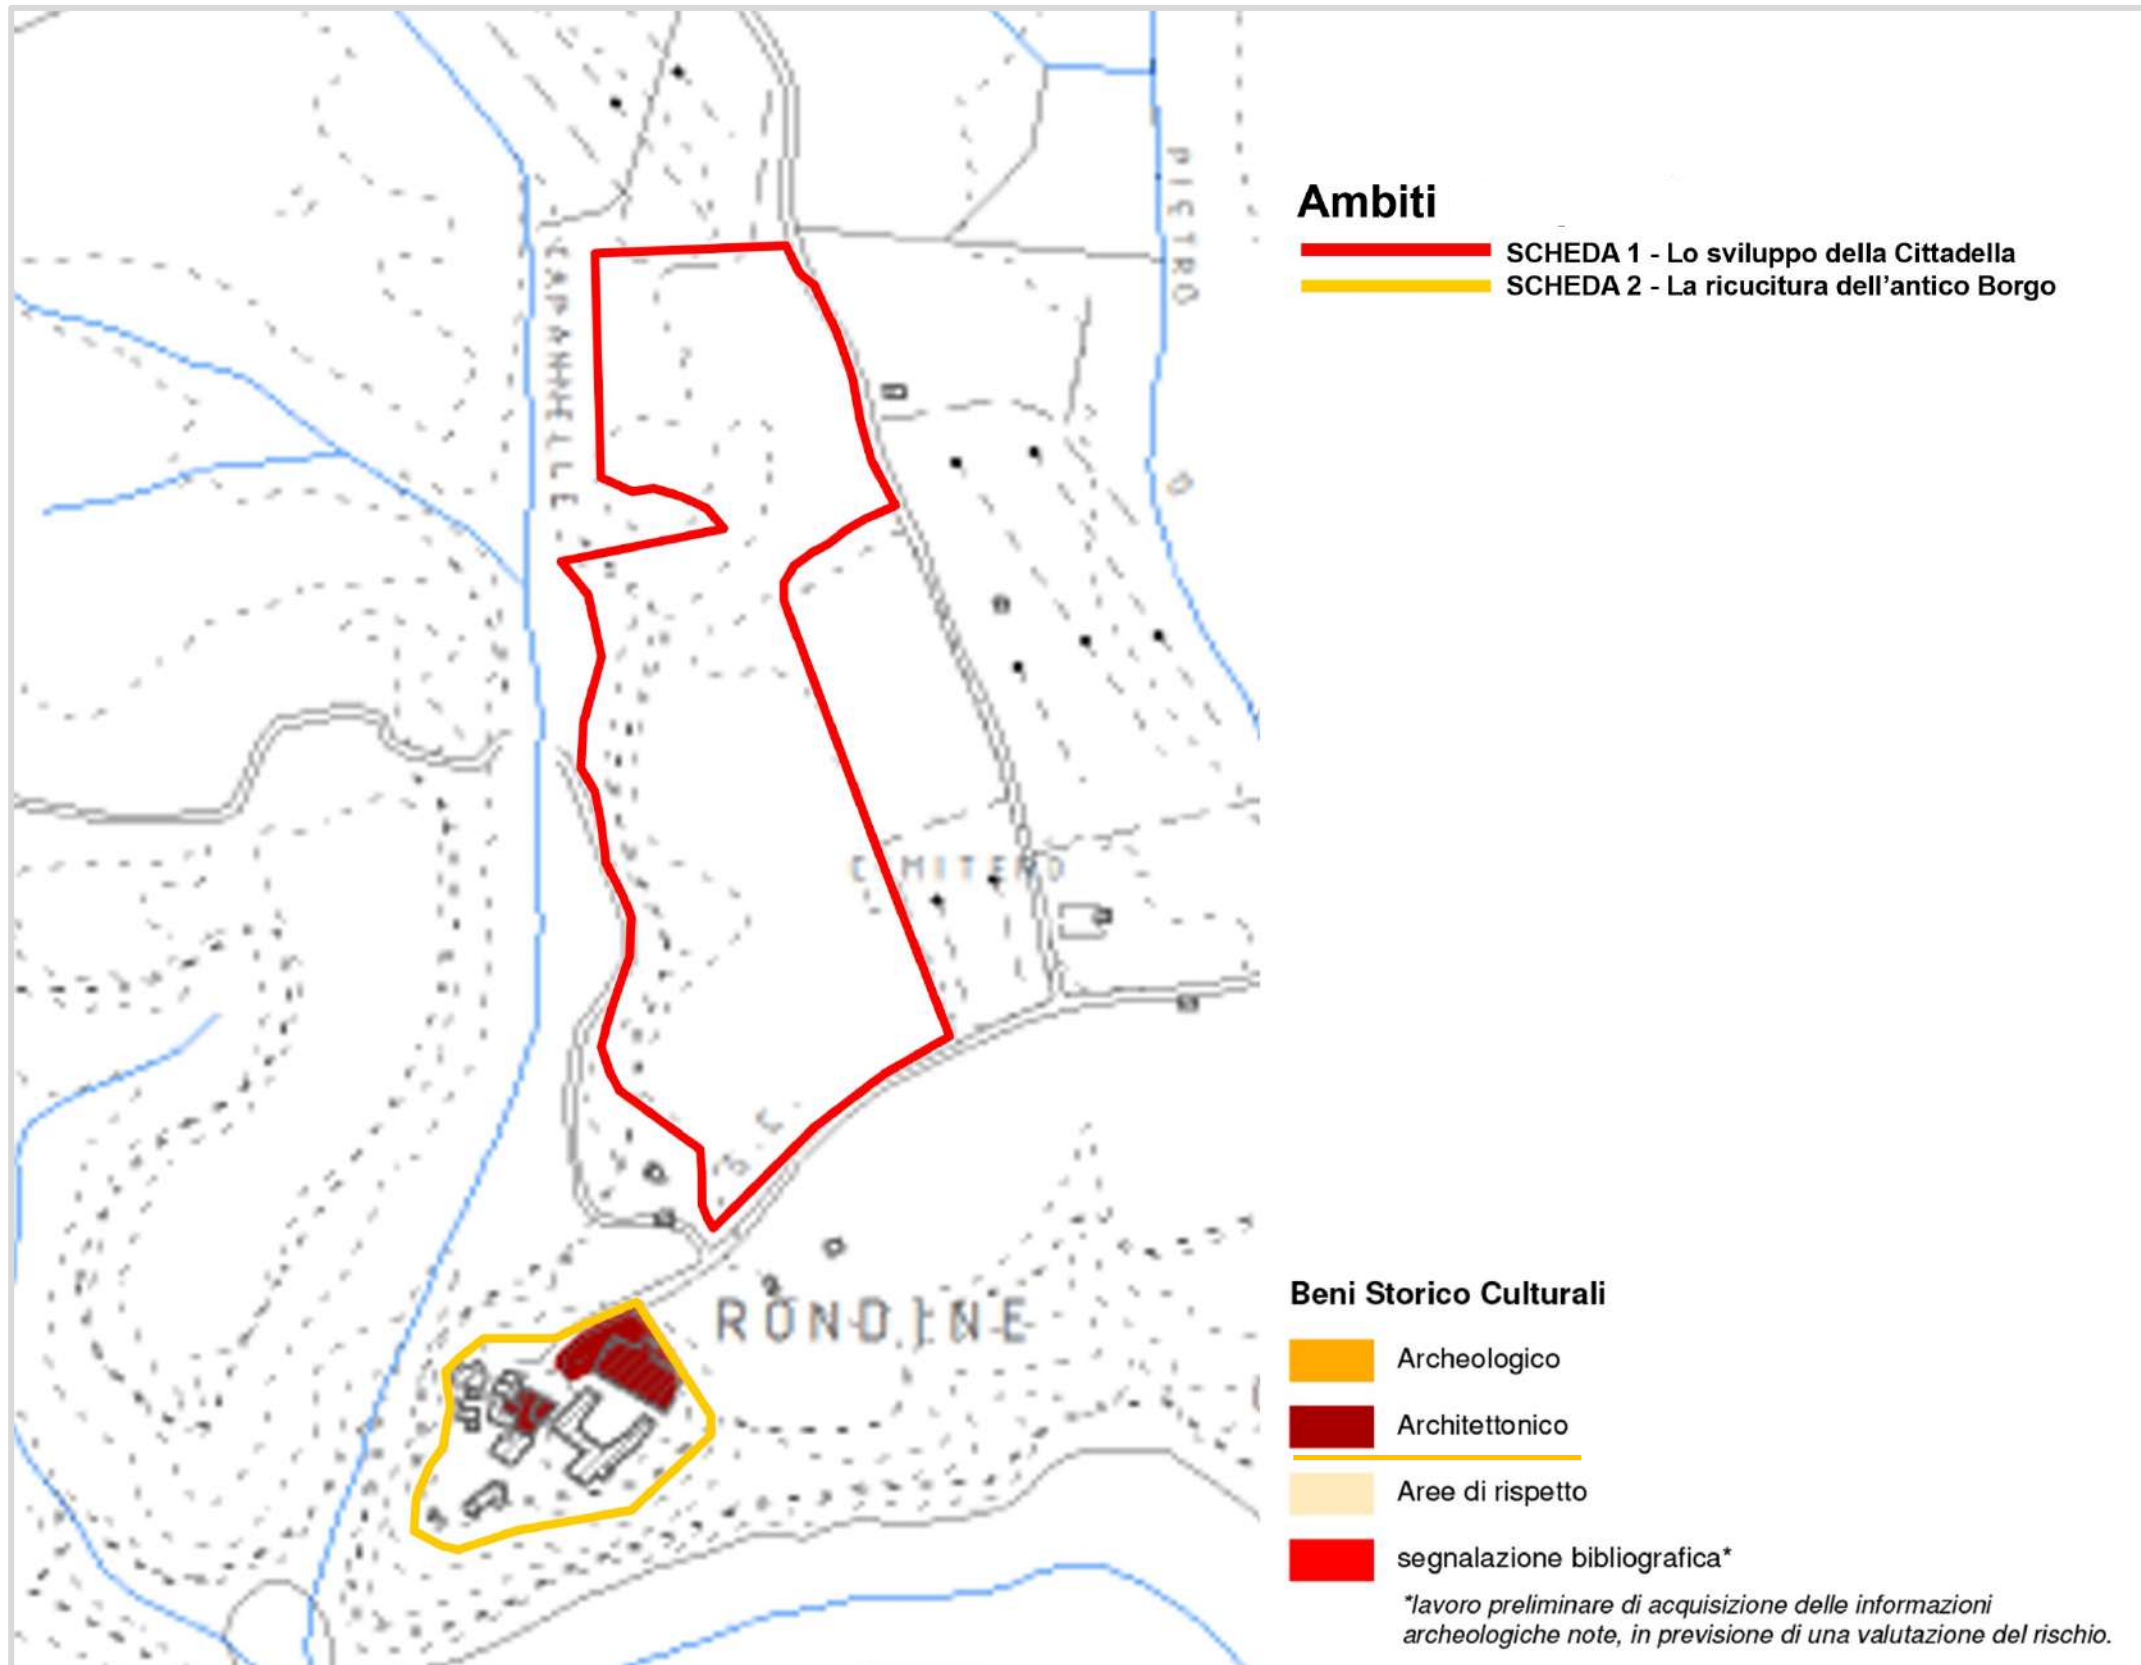 Ambiti
SCHEDA 1 - Lo sviluppo della Cittadella
SCHEDA 2 - La ricucitura dell'antico Borgo
PISTRO
CAPANNELLE
CIMITERO
RONDINE
Beni Storico Culturali
Archeologico
Architettonico
Aree di rispetto
segnalazione bibliografica*
*lavoro preliminare di acquisizione delle informazioni
archeologiche note, in previsione di una valutazione del rischio.